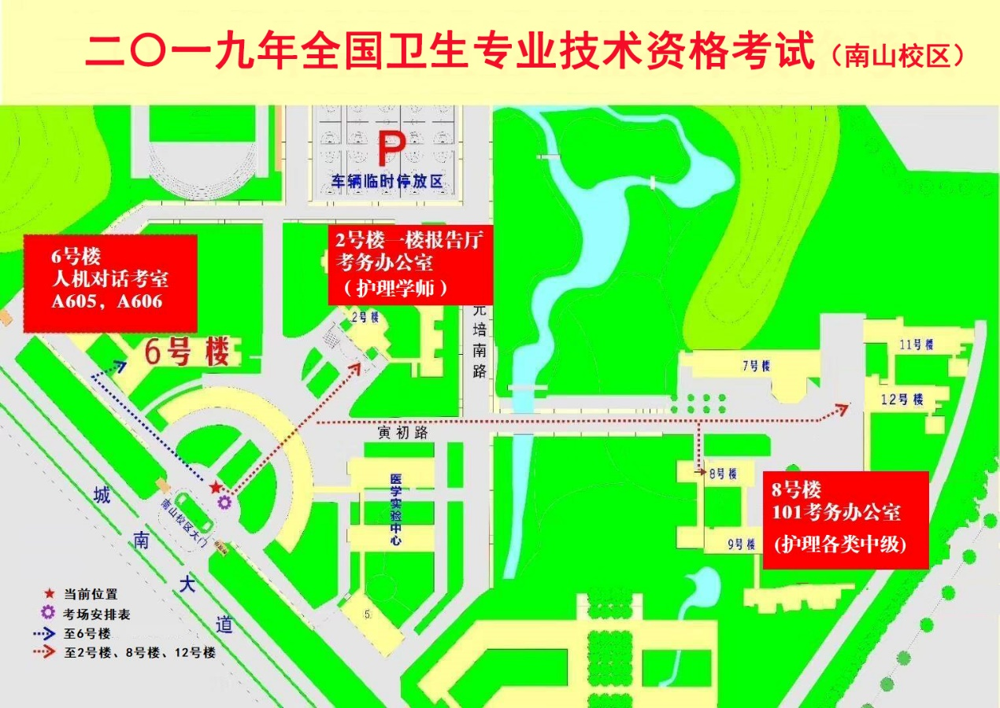 二〇一九年全国卫生专业技术资格考试（南山校区）
P
车辆临时停放区
6号楼
人机对话考室
A605，A606
2号楼一楼报告厅
考务办公室
（护理学师）
2号楼
6号楼
元培南路
7号楼
11号楼
12号楼
寅初路
8号楼
8号楼
101考务办公室
(护理各类中级)
9号楼
医学实验中心
5
南山校区大门
城南大道
当前位置
考场安排表
至6号楼
至2号楼、8号楼、12号楼